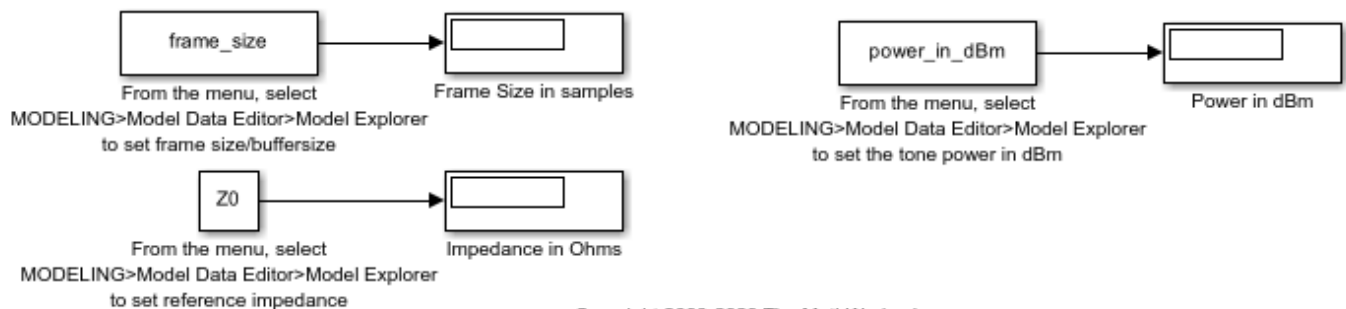 frame_size
Frame Size in samples
From the menu, select
MODELING>Model Data Editor>Model Explorer
to set frame size/buffersize
power_in_dBm
Power in dBm
From the menu, select
MODELING>Model Data Editor>Model Explorer
to set the tone power in dBm
Z0
Impedance in Ohms
From the menu, select
MODELING>Model Data Editor>Model Explorer
to set reference impedance